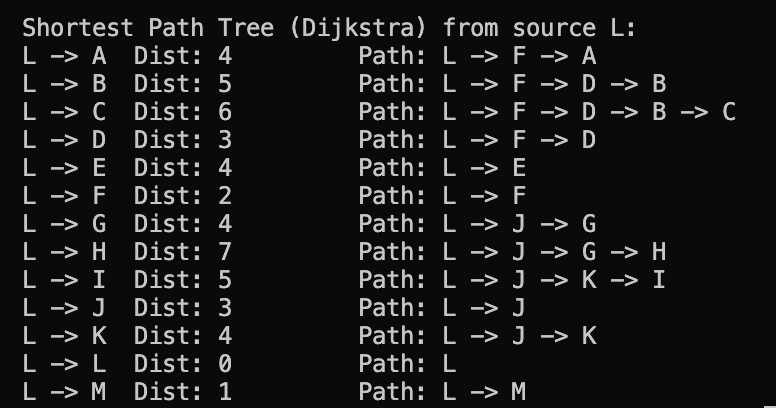 Shortest Path Tree (Dijkstra) from source L:
L -> A  Dist: 4         Path: L -> F -> A
L -> B  Dist: 5         Path: L -> F -> D -> B
L -> C  Dist: 6         Path: L -> F -> D -> B -> C
L -> D  Dist: 3         Path: L -> F -> D
L -> E  Dist: 4         Path: L -> E
L -> F  Dist: 2         Path: L -> F
L -> G  Dist: 4         Path: L -> J -> G
L -> H  Dist: 7         Path: L -> J -> G -> H
L -> I  Dist: 5         Path: L -> J -> K -> I
L -> J  Dist: 3         Path: L -> J
L -> K  Dist: 4         Path: L -> J -> K
L -> L  Dist: 0         Path: L
L -> M  Dist: 1         Path: L -> M